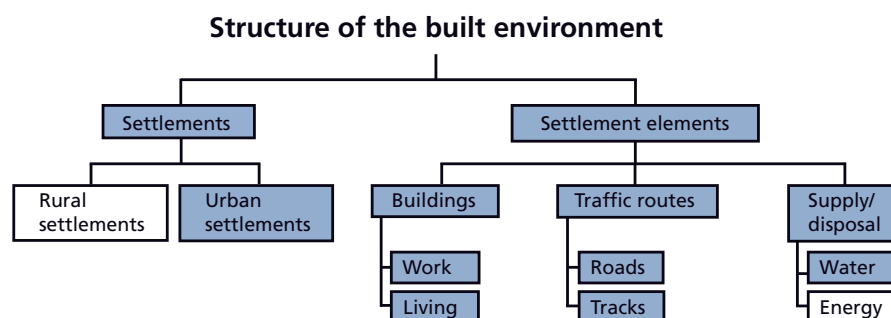 Structure of the built environment
Settlements
Settlement elements
Rural
settlements
Urban
settlements
Buildings
Traffic routes
Supply/
disposal
Work
Roads
Water
Living
Tracks
Energy